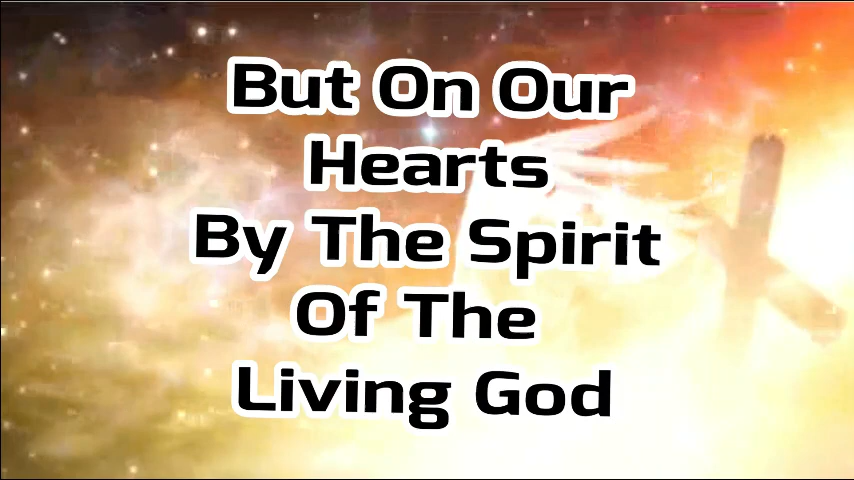 But On Our
Hearts
By The Spirit
Of The
Living God